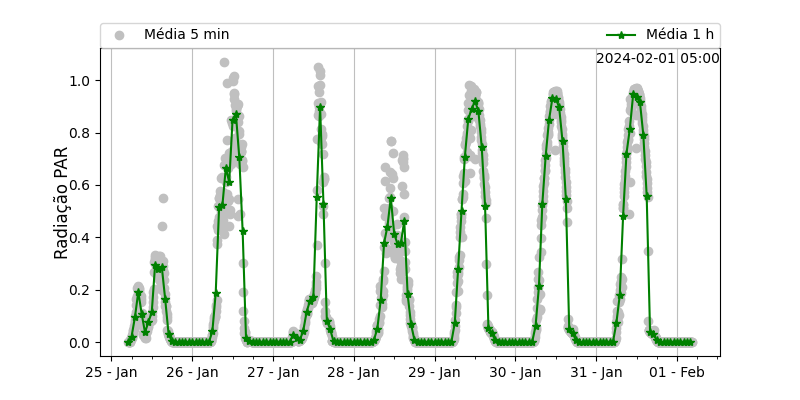 Média 5 min
Média 1 h
2024-02-01 05:00
Radiação PAR
1.0
0.8
0.6
0.4
0.2
0.0
25 - Jan
26 - Jan
27 - Jan
28 - Jan
29 - Jan
30 - Jan
31 - Jan
01 - Feb